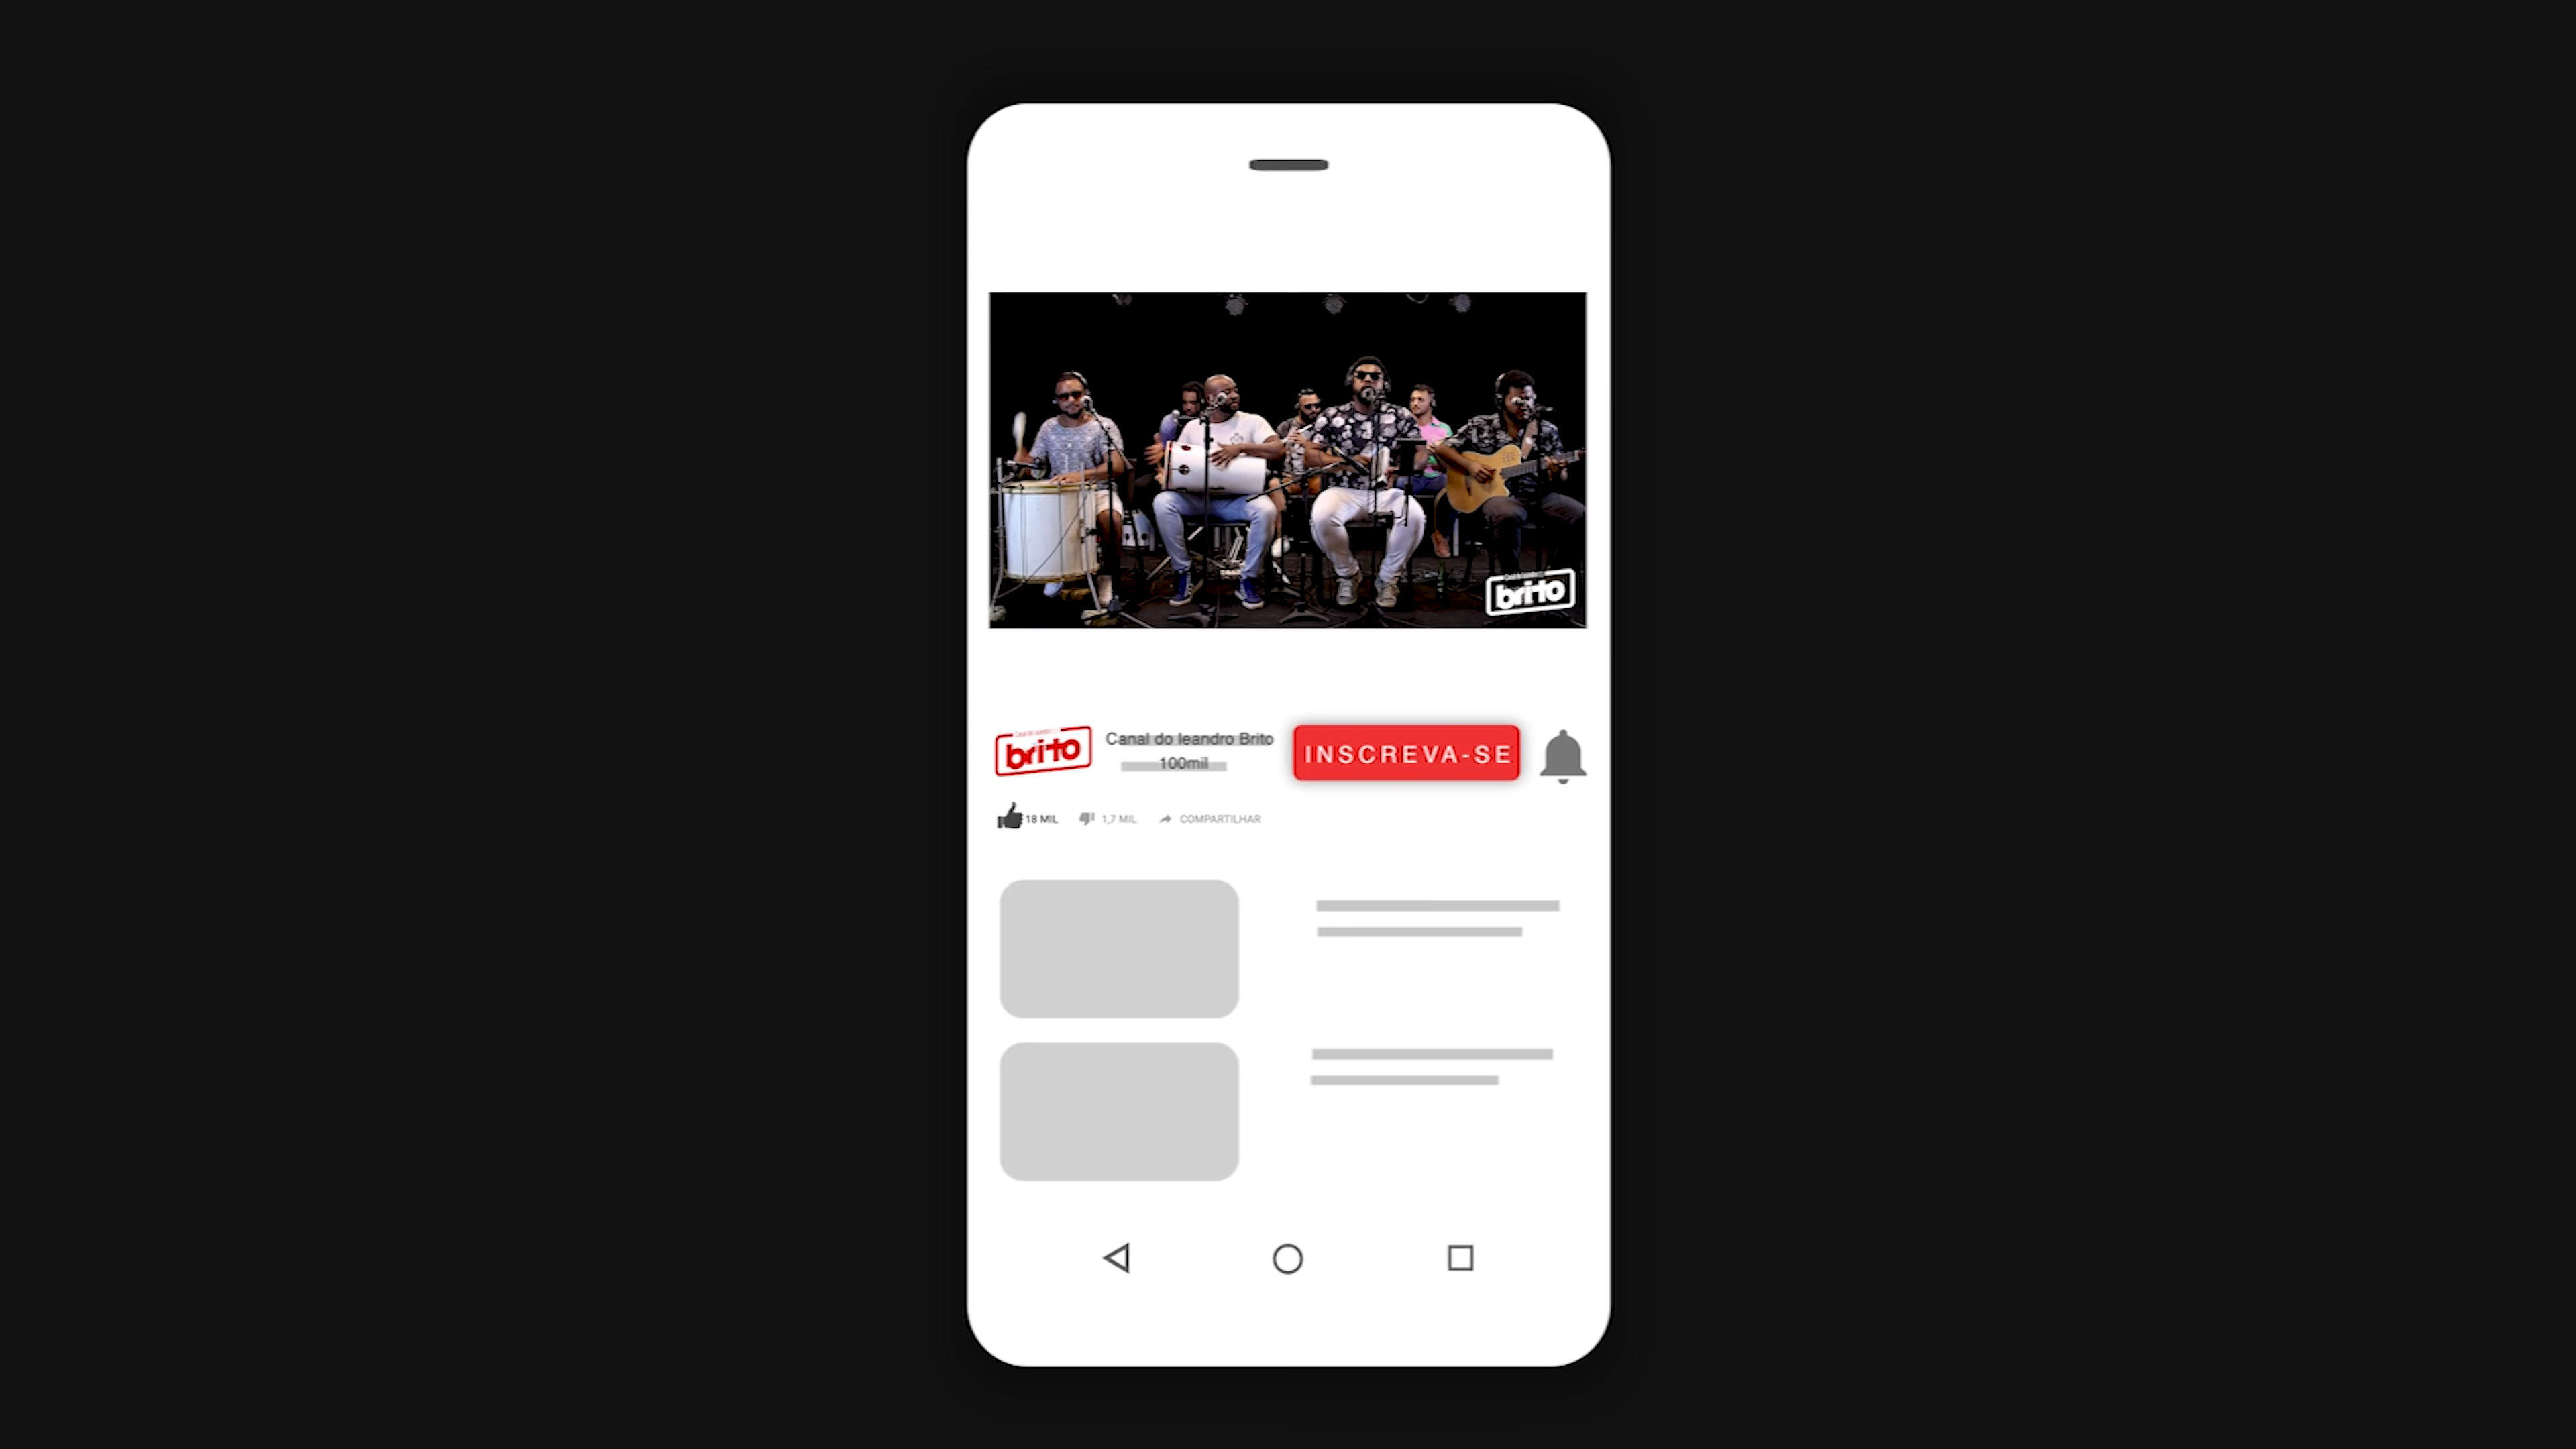 brito
brito
Canal do leandro Brito
100mil
INSCREVA-SE
18 MIL
1,7 MIL
COMPARTILHAR